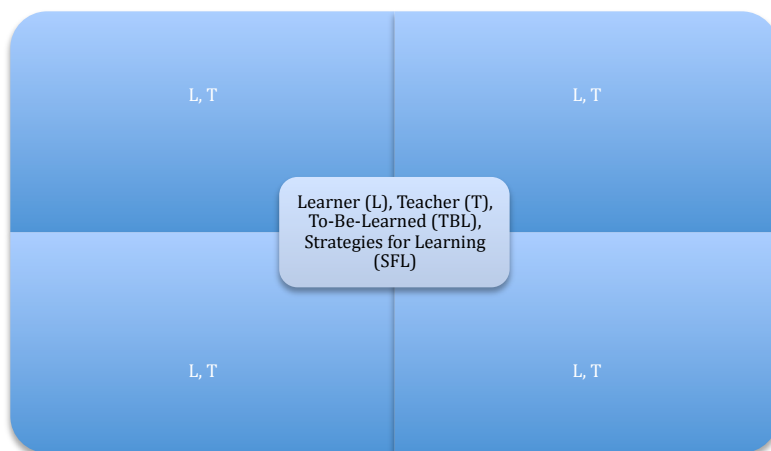 L, T
L, T
Learner (L), Teacher (T),
To-Be-Learned (TBL),
Strategies for Learning
(SFL)
L, T
L, T